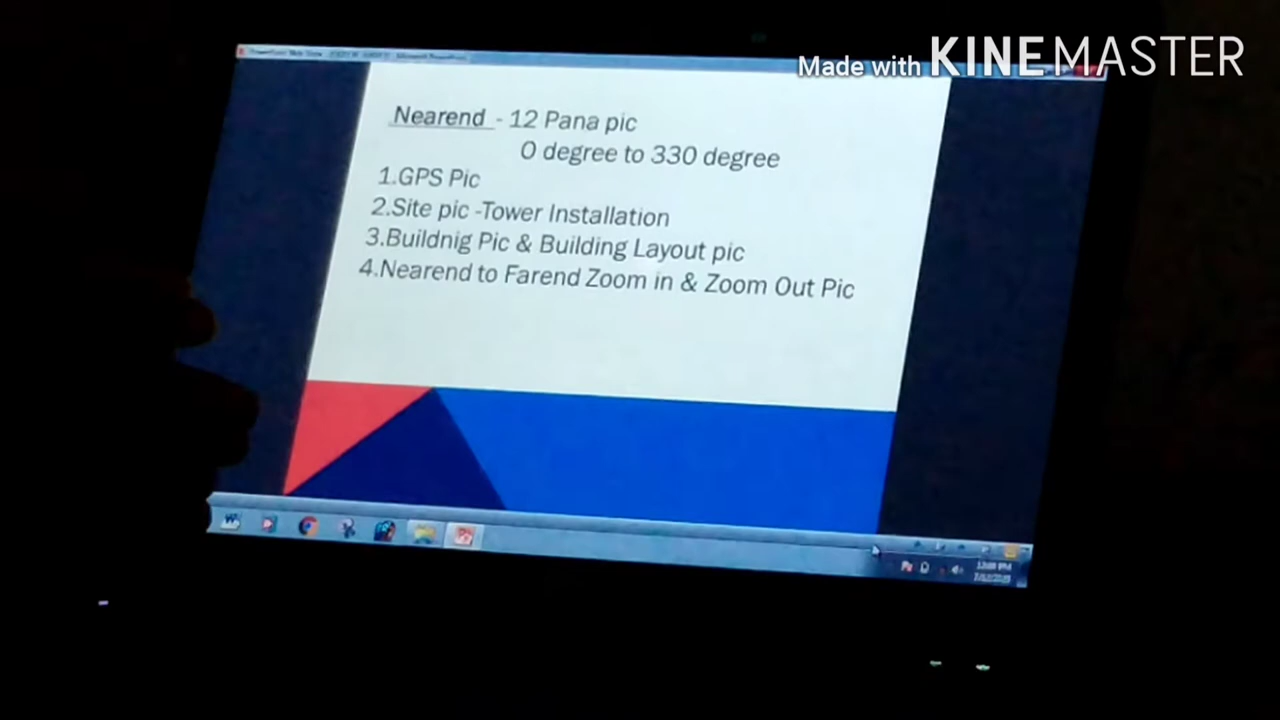 Made with KINEMASTER
Nearend - 12 Pana pic
0 degree to 330 degree
1.GPS Pic
2.Site pic -Tower Installation
3.Buildnig Pic & Building Layout pic
4.Nearend to Farend Zoom in & Zoom Out Pic